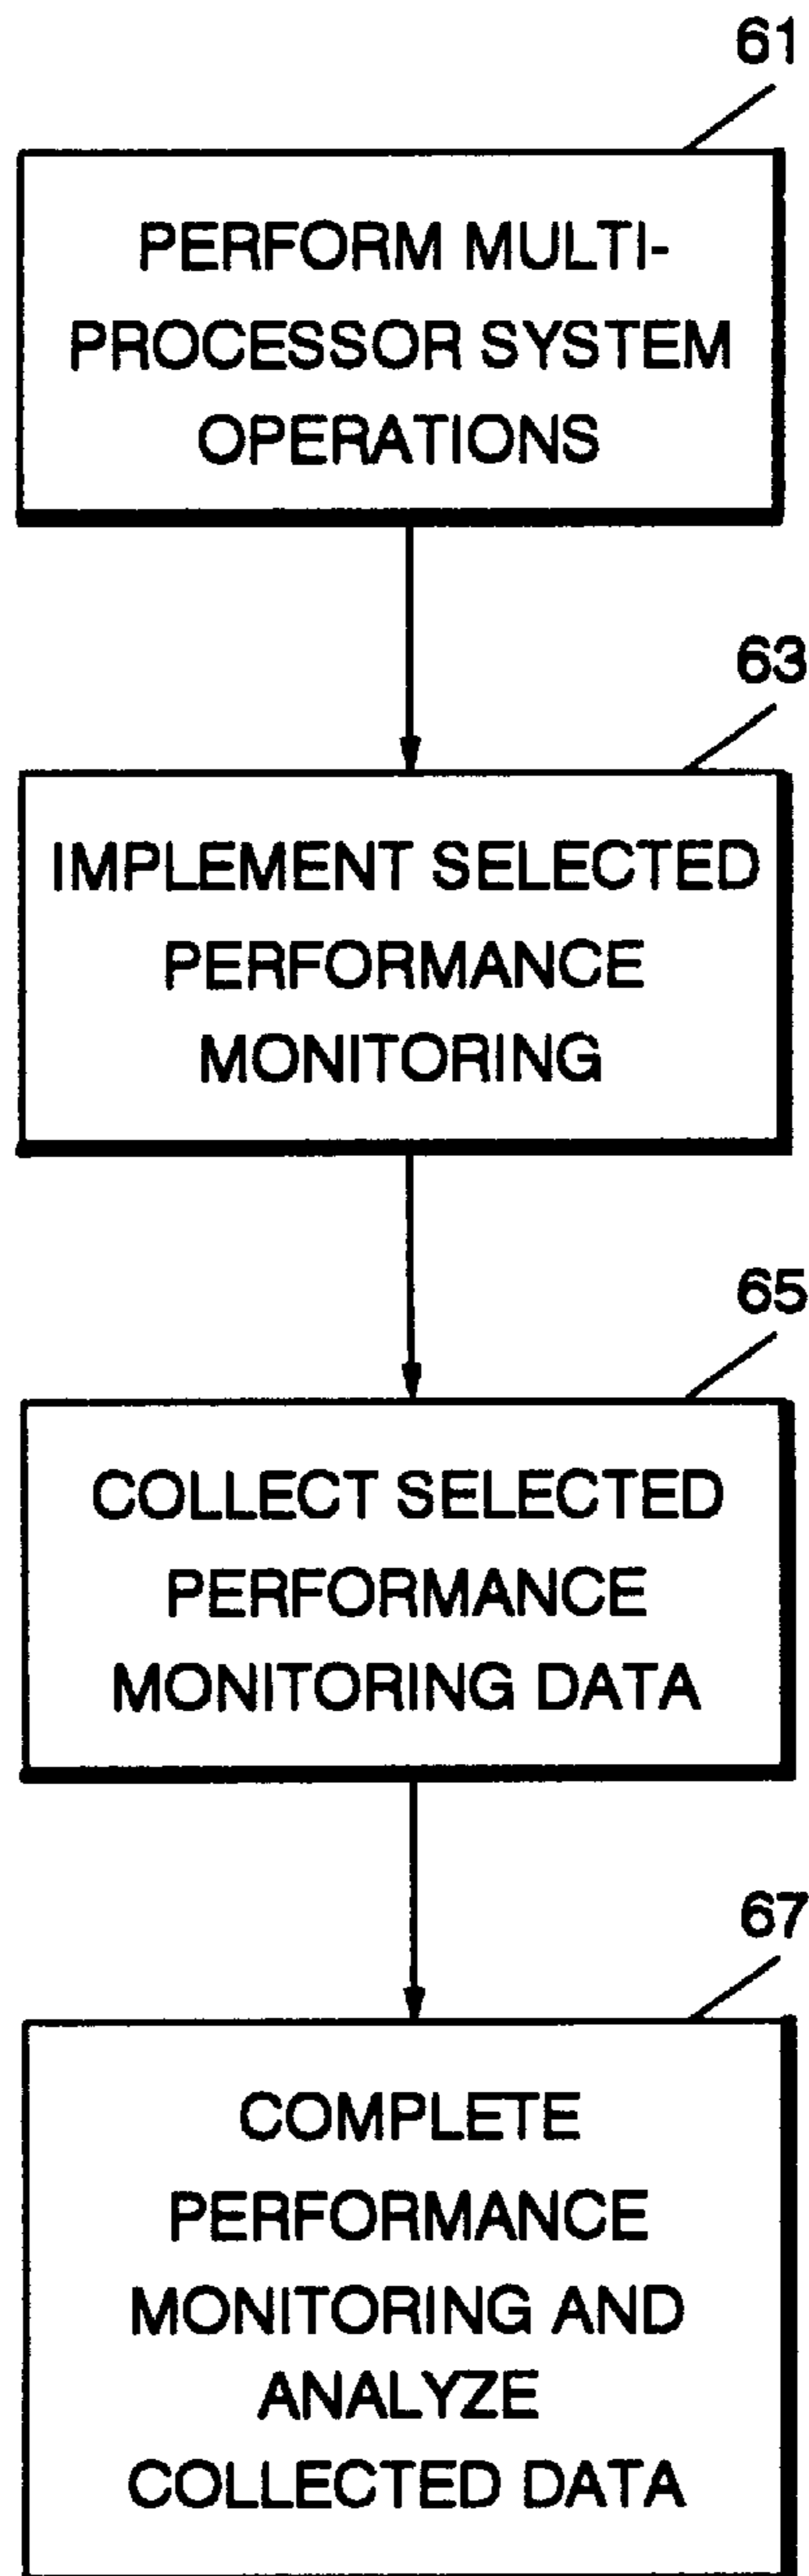 61
PERFORM MULTI-
PROCESSOR SYSTEM
OPERATIONS
63
IMPLEMENT SELECTED
PERFORMANCE
MONITORING
65
COLLECT SELECTED
PERFORMANCE
MONITORING DATA
67
COMPLETE
PERFORMANCE
MONITORING AND
ANALYZE
COLLECTED DATA